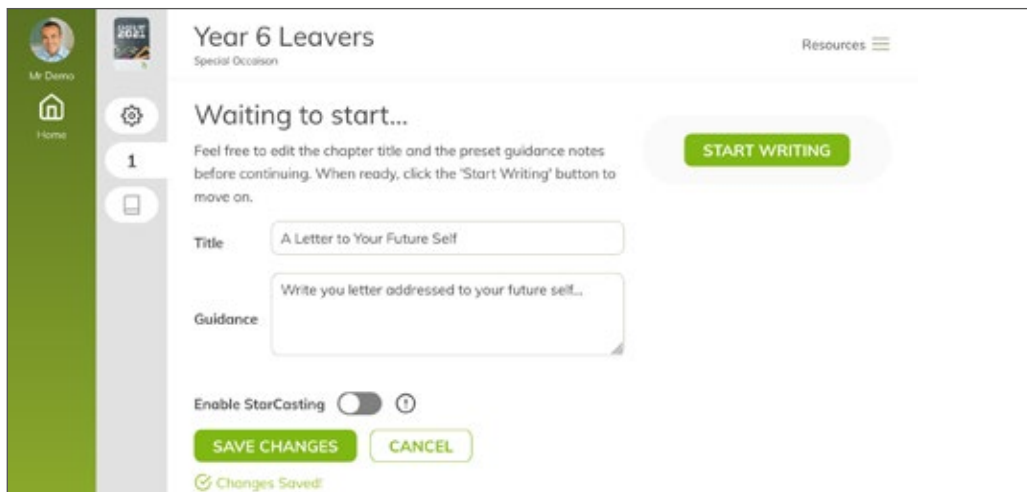 Mr Demo
Home
2021
1
Year 6 Leavers
Special Occaison
Resources
Waiting to start...
Feel free to edit the chapter title and the preset guidance notes
before continuing. When ready, click the 'Start Writing' button to
move on.
START WRITING
Title
A Letter to Your Future Self
Guidance
Write you letter addressed to your future self...
Enable StarCasting
SAVE CHANGES
CANCEL
Changes Saved!